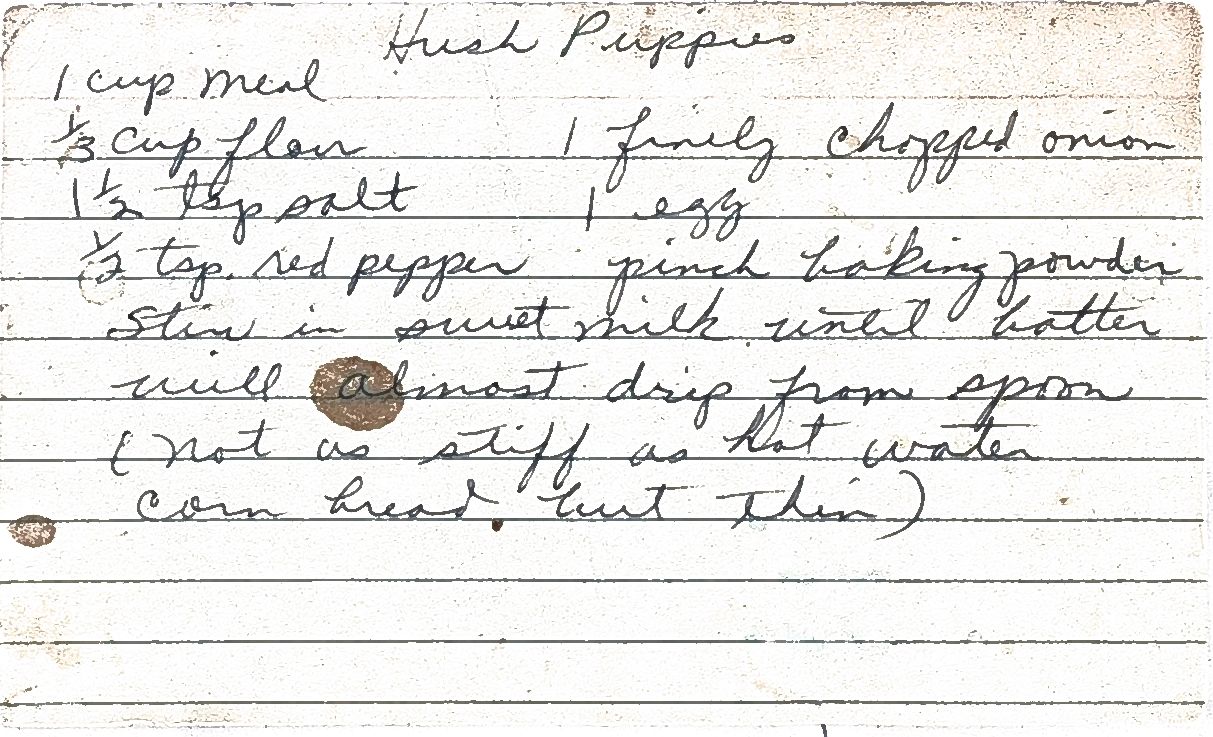 Hush Puppies
1 cup meal
1/3 cup flour 1 finely chopped onion
1 1/2 tsp salt 1 egg
1/2 tsp. red pepper pinch baking powder
Stir in sweet milk until batter
will almost drip from spoon
(not as stiff as hot water
corn bread but thin)